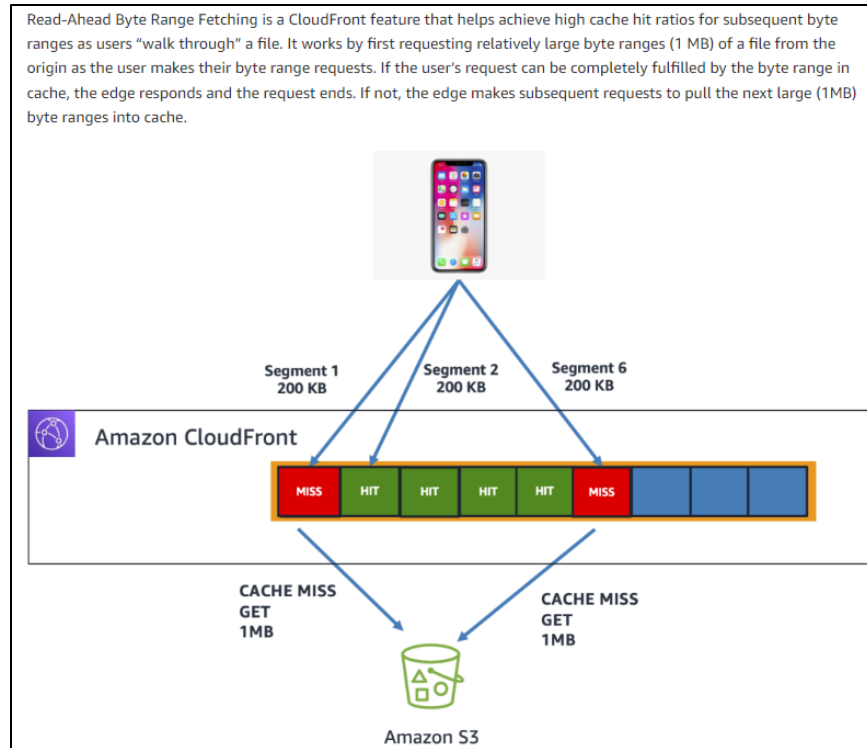 Read-Ahead Byte Range Fetching is a CloudFront feature that helps achieve high cache hit ratios for subsequent byte
ranges as users “walk through” a file. It works by first requesting relatively large byte ranges (1 MB) of a file from the
origin as the user makes their byte range requests. If the user’s request can be completely fulfilled by the byte range in
cache, the edge responds and the request ends. If not, the edge makes subsequent requests to pull the next large (1MB)
byte ranges into cache.
Segment 1
200 KB
Segment 2
200 KB
Segment 6
200 KB
Amazon CloudFront
MISS
HIT
HIT
HIT
HIT
MISS
CACHE MISS
GET
1MB
CACHE MISS
GET
1MB
Amazon S3